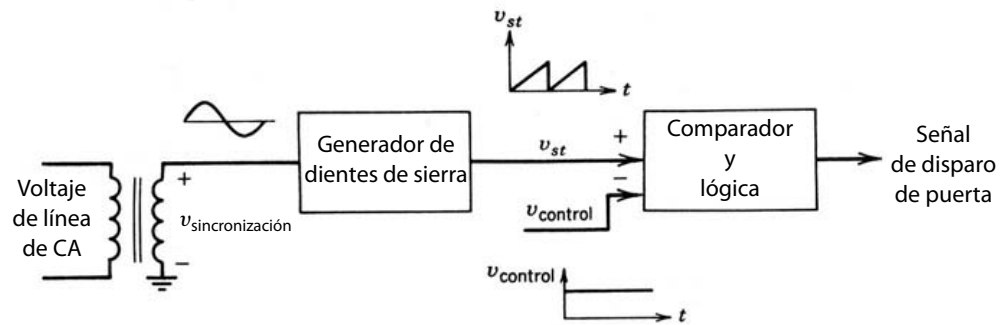 v_st
t
Generador de
dientes de sierra
v_st
+
−
Comparador
y
lógica
Señal
de disparo
de puerta
Voltaje
de línea
de CA
+
v_sincronización
−
v_control
v_control
t